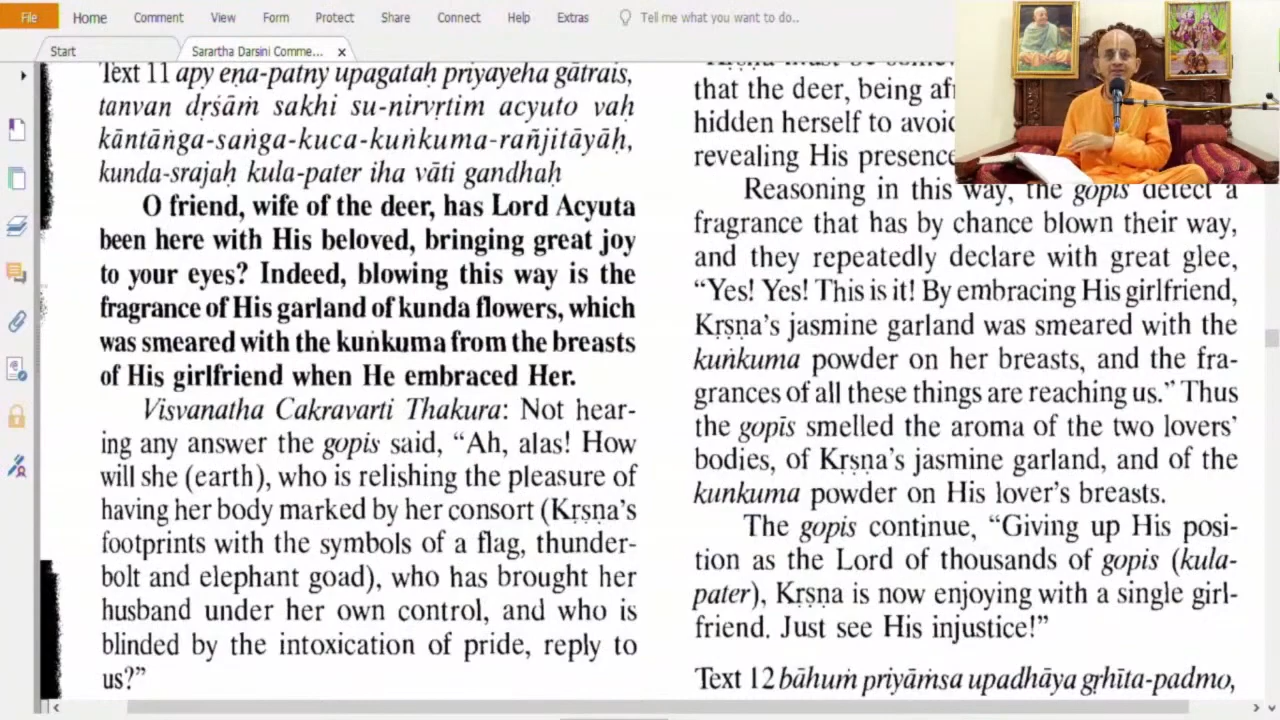 File Home Comment View Form Protect Share Connect Help Extras Tell me what you want to do..
Start Sarartha Darsini Comme... ×
Text 11 apy eṇa-patny upagataḥ priyayeha gātrais,
tanvan dṛśāṁ sakhi su-nirvṛtim acyuto vaḥ
kāntāṅga-saṅga-kuca-kuṅkuma-rañjitāyāḥ,
kunda-srajaḥ kula-pater iha vāti gandhaḥ
O friend, wife of the deer, has Lord Acyuta
been here with His beloved, bringing great joy
to your eyes? Indeed, blowing this way is the
fragrance of His garland of kunda flowers, which
was smeared with the kuṅkuma from the breasts
of His girlfriend when He embraced Her.
Visvanatha Cakravarti Thakura: Not hear-
ing any answer the gopis said, “Ah, alas! How
will she (earth), who is relishing the pleasure of
having her body marked by her consort (Kṛṣṇa’s
footprints with the symbols of a flag, thunder-
bolt and elephant goad), who has brought her
husband under her own control, and who is
blinded by the intoxication of pride, reply to
us?”
that the deer, being
hidden herself to avoid
revealing His presence
Reasoning in this way, the gopīs detect a
fragrance that has by chance blown their way,
and they repeatedly declare with great glee,
“Yes! Yes! This is it! By embracing His girlfriend,
Kṛṣṇa’s jasmine garland was smeared with the
kuṅkuma powder on her breasts, and the fra-
grances of all these things are reaching us.” Thus
the gopīs smelled the aroma of the two lovers’
bodies, of Kṛṣṇa’s jasmine garland, and of the
kunkuma powder on His lover’s breasts.
The gopis continue, “Giving up His posi-
tion as the Lord of thousands of gopis (kula-
pater), Kṛṣṇa is now enjoying with a single girl-
friend. Just see His injustice!”
Text 12 bāhuṁ priyāṁsa upadhāya gṛhīta-padmo,